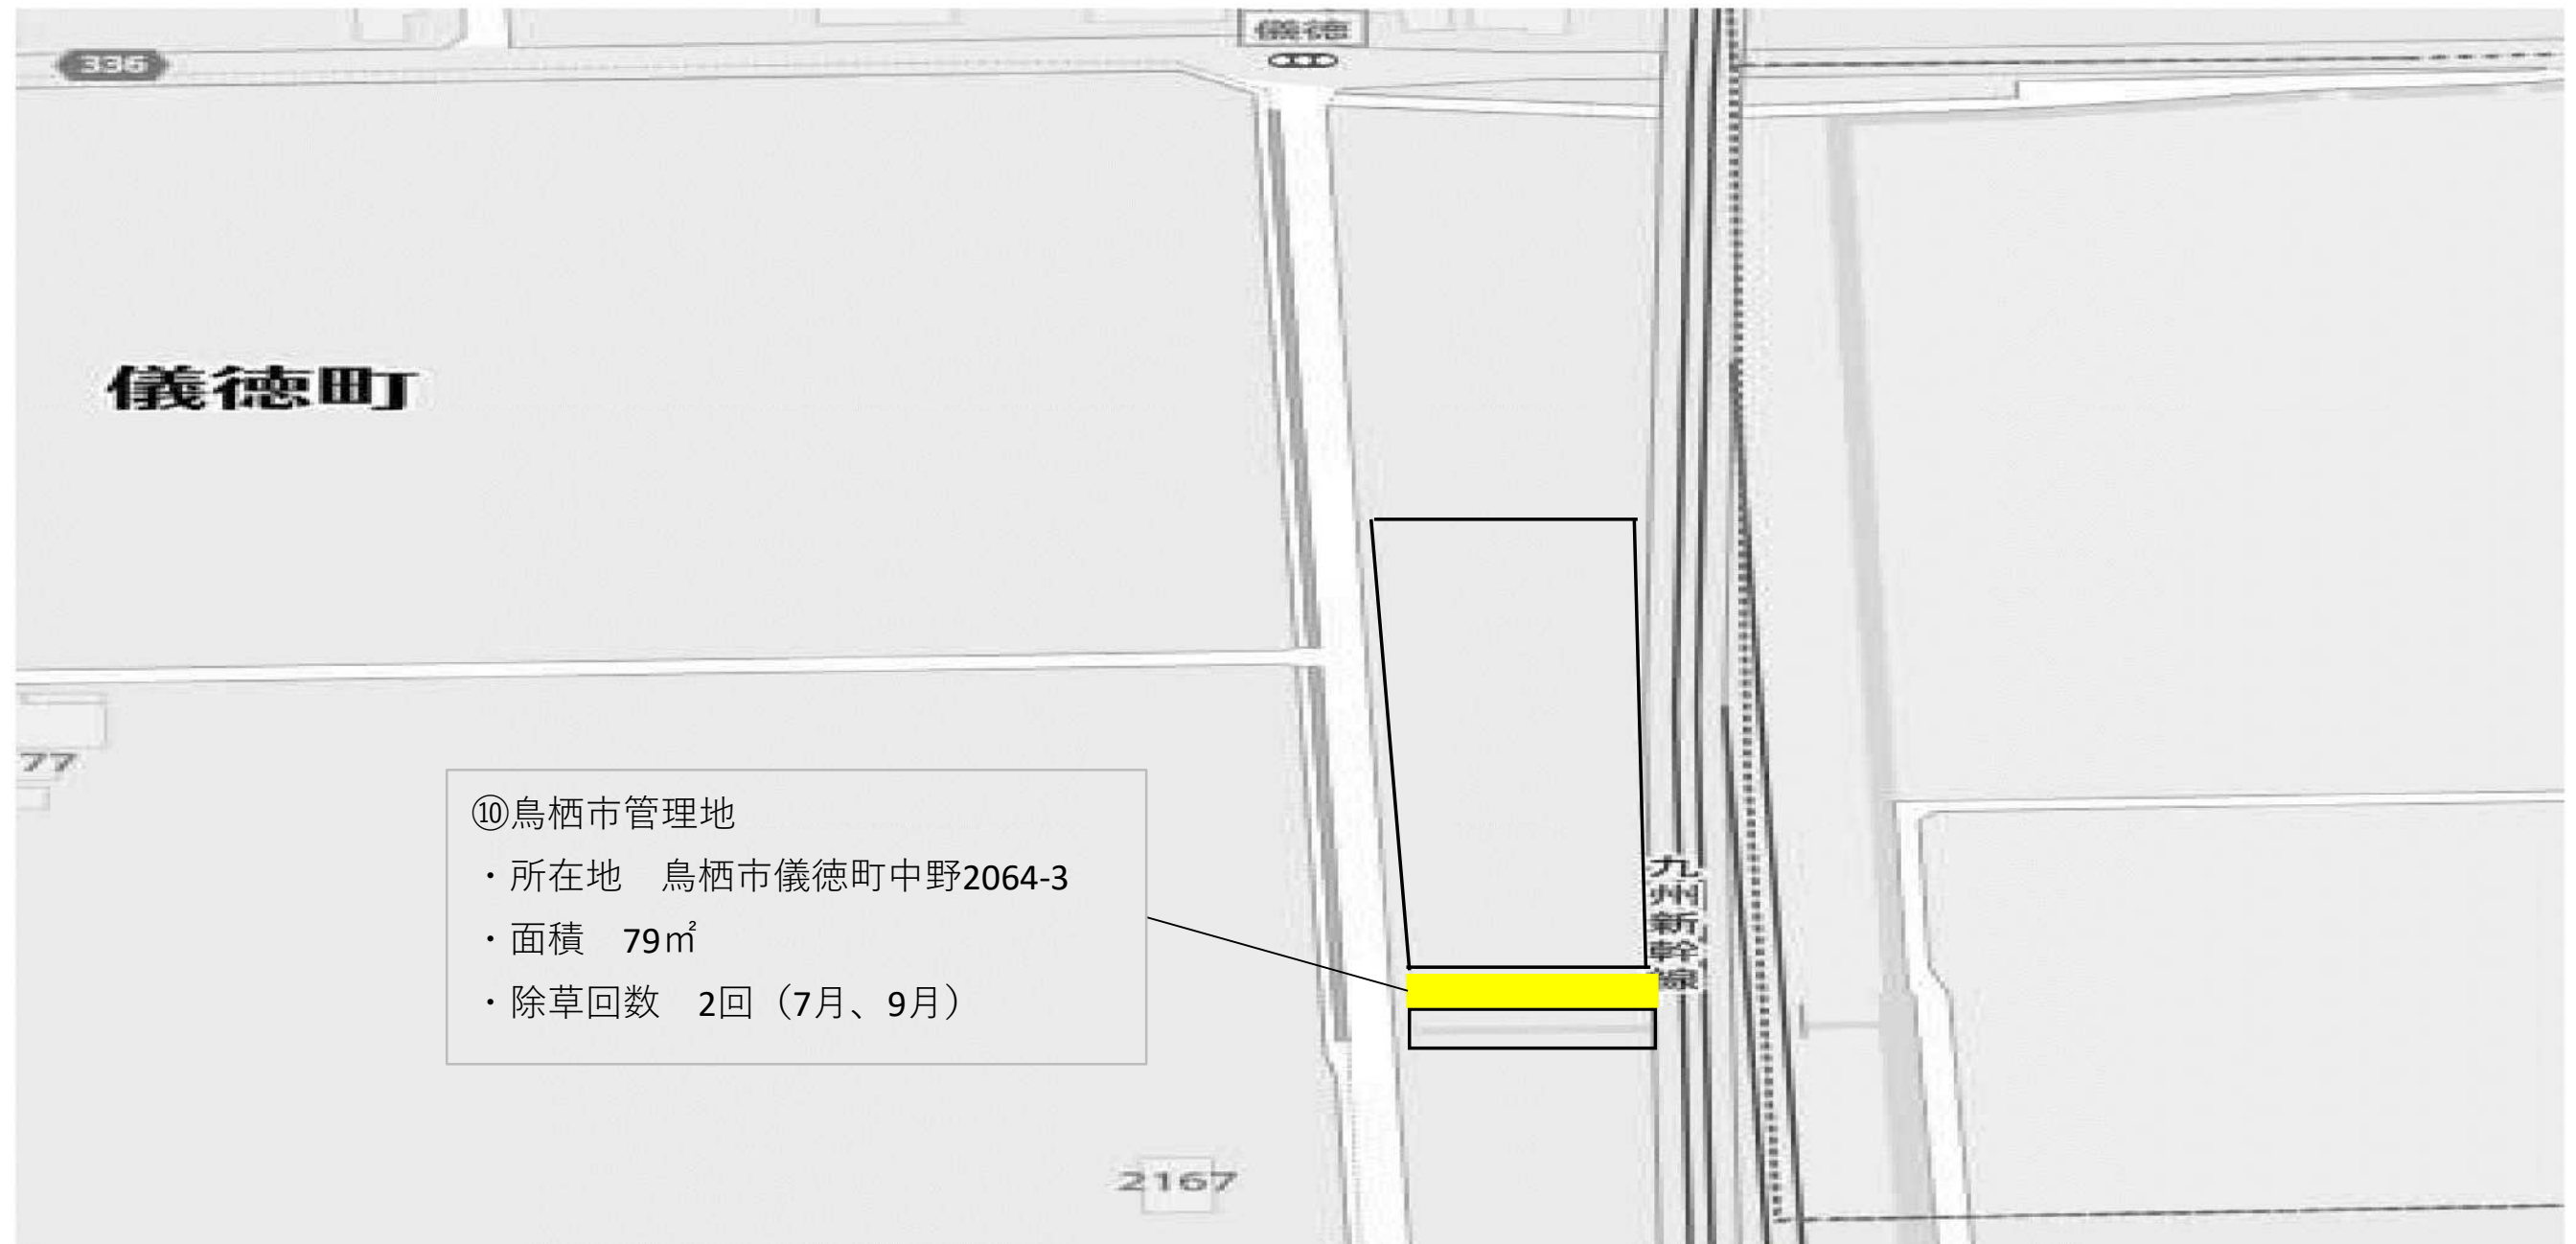 儀徳
336
儀徳町
77
⑩鳥栖市管理地
・所在地　鳥栖市儀徳町中野2064-3
・面積　79㎡
・除草回数　2回（7月、9月）
九州新幹線
2167